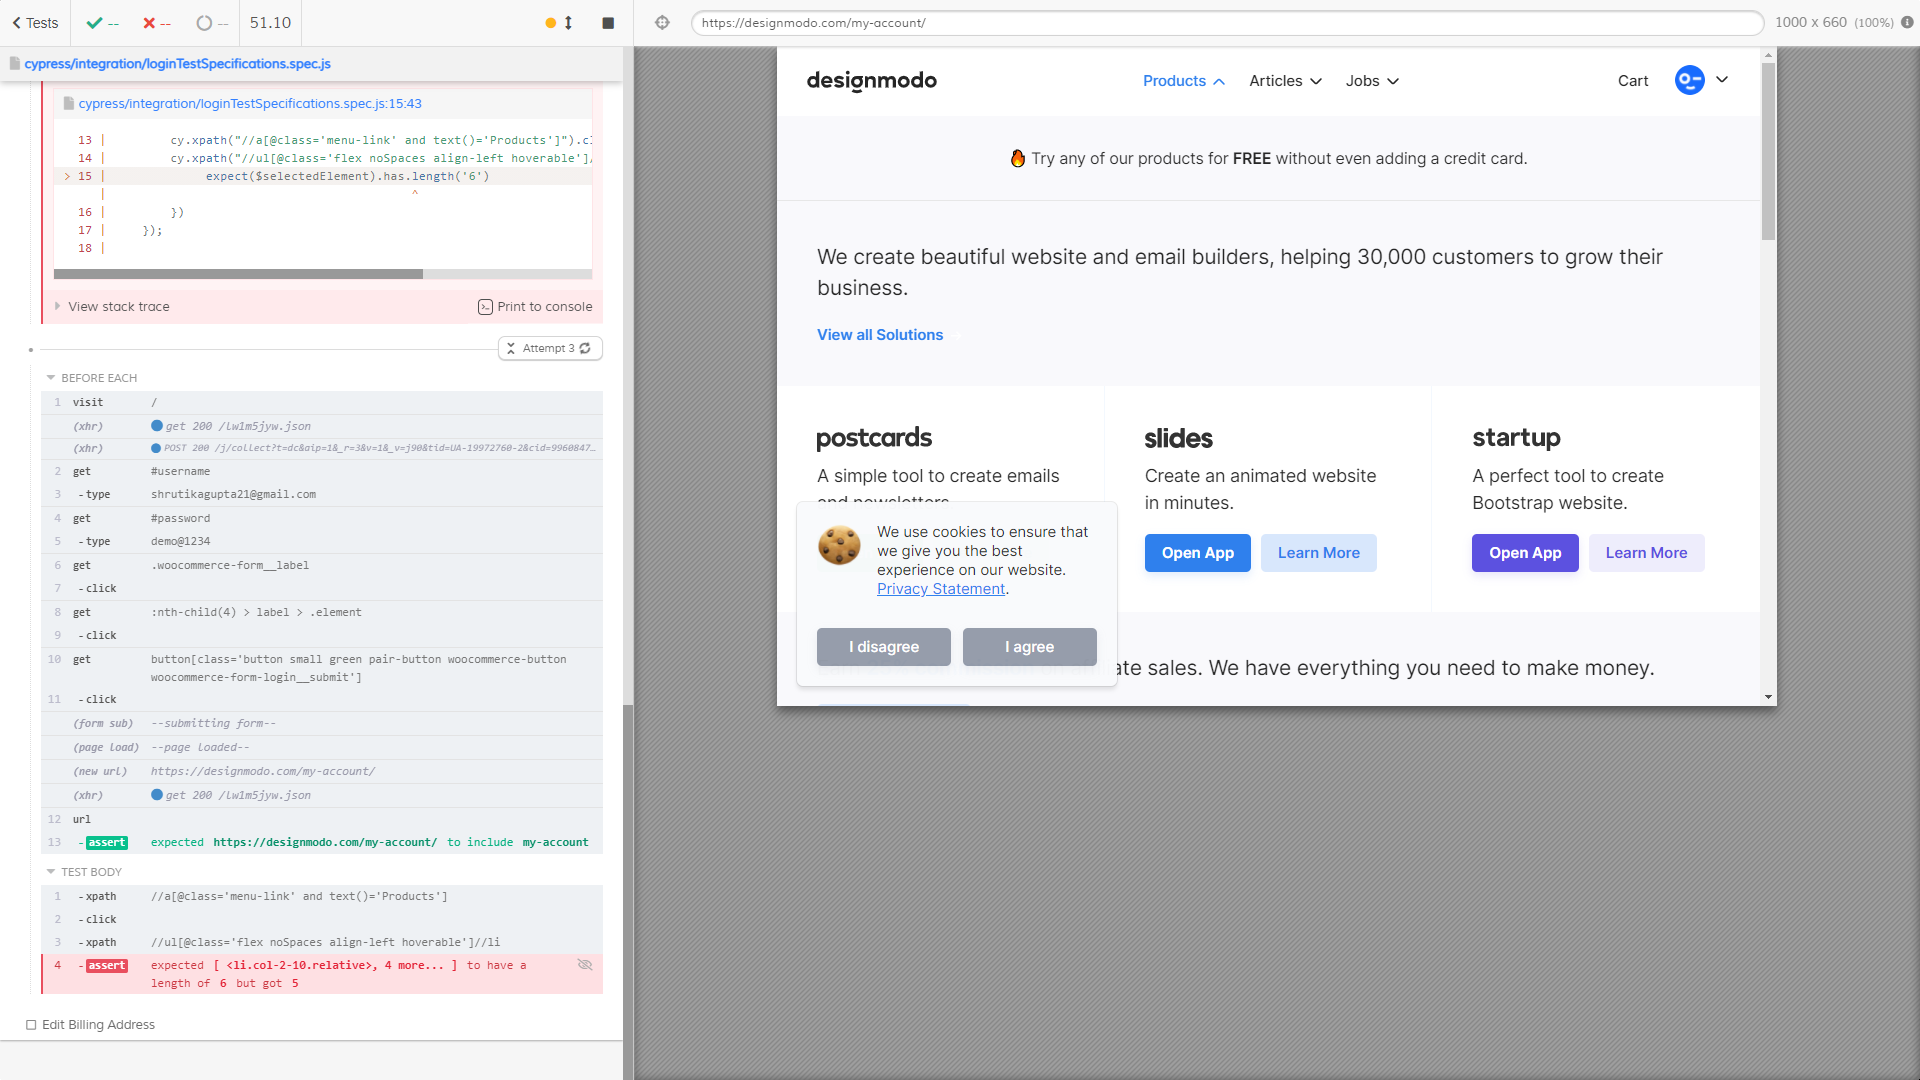 Tests
--
--
--
51.10
https://designmodo.com/my-account/
1000 x 660 (100%)
cypress/integration/loginTestSpecifications.spec.js
cypress/integration/loginTestSpecifications.spec.js:15:43
13 | cy.xpath("//a[@class='menu-link' and text()='Products']").cl
14 | cy.xpath("//ul[@class='flex noSpaces align-left hoverable']/
> 15 | expect($selectedElement).has.length('6')
| ^
16 | })
17 | });
18 |
View stack trace
Print to console
Attempt 3
BEFORE EACH
1 visit /
(xhr) get 200 /lw1m5jyw.json
(xhr) POST 200 /j/collect?t=dc&aip=1&_r=3&v=1&_v=j90&tid=UA-19972760-2&cid=9960847...
2 get #username
3 -type shrutikagupta21@gmail.com
4 get #password
5 -type demo@1234
6 get .woocommerce-form__label
7 -click
8 get :nth-child(4) > label > .element
9 -click
10 get button[class='button small green pair-button woocommerce-button
woocommerce-form-login__submit']
11 -click
(form sub) --submitting form--
(page load) --page loaded--
(new url) https://designmodo.com/my-account/
(xhr) get 200 /lw1m5jyw.json
12 url
13 -assert expected https://designmodo.com/my-account/ to include my-account
TEST BODY
1 -xpath //a[@class='menu-link' and text()='Products']
2 -click
3 -xpath //ul[@class='flex noSpaces align-left hoverable']//li
4 -assert expected [ <li.col-2-10.relative>, 4 more... ] to have a
length of 6 but got 5
Edit Billing Address
designmodo
Products
Articles
Jobs
Cart
Try any of our products for FREE without even adding a credit card.
We create beautiful website and email builders, helping 30,000 customers to grow their
business.
View all Solutions
postcards
A simple tool to create emails
and newsletters.
slides
Create an animated website
in minutes.
Open App
Learn More
startup
A perfect tool to create
Bootstrap website.
Open App
Learn More
We use cookies to ensure that
we give you the best
experience on our website.
Privacy Statement.
I disagree
I agree
ate sales. We have everything you need to make money.